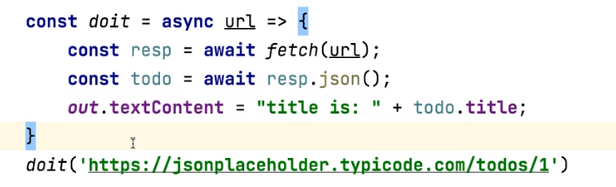 const doit = async url => {
    const resp = await fetch(url);
    const todo = await resp.json();
    out.textContent = "title is: " + todo.title;
}
doit('https://jsonplaceholder.typicode.com/todos/1')